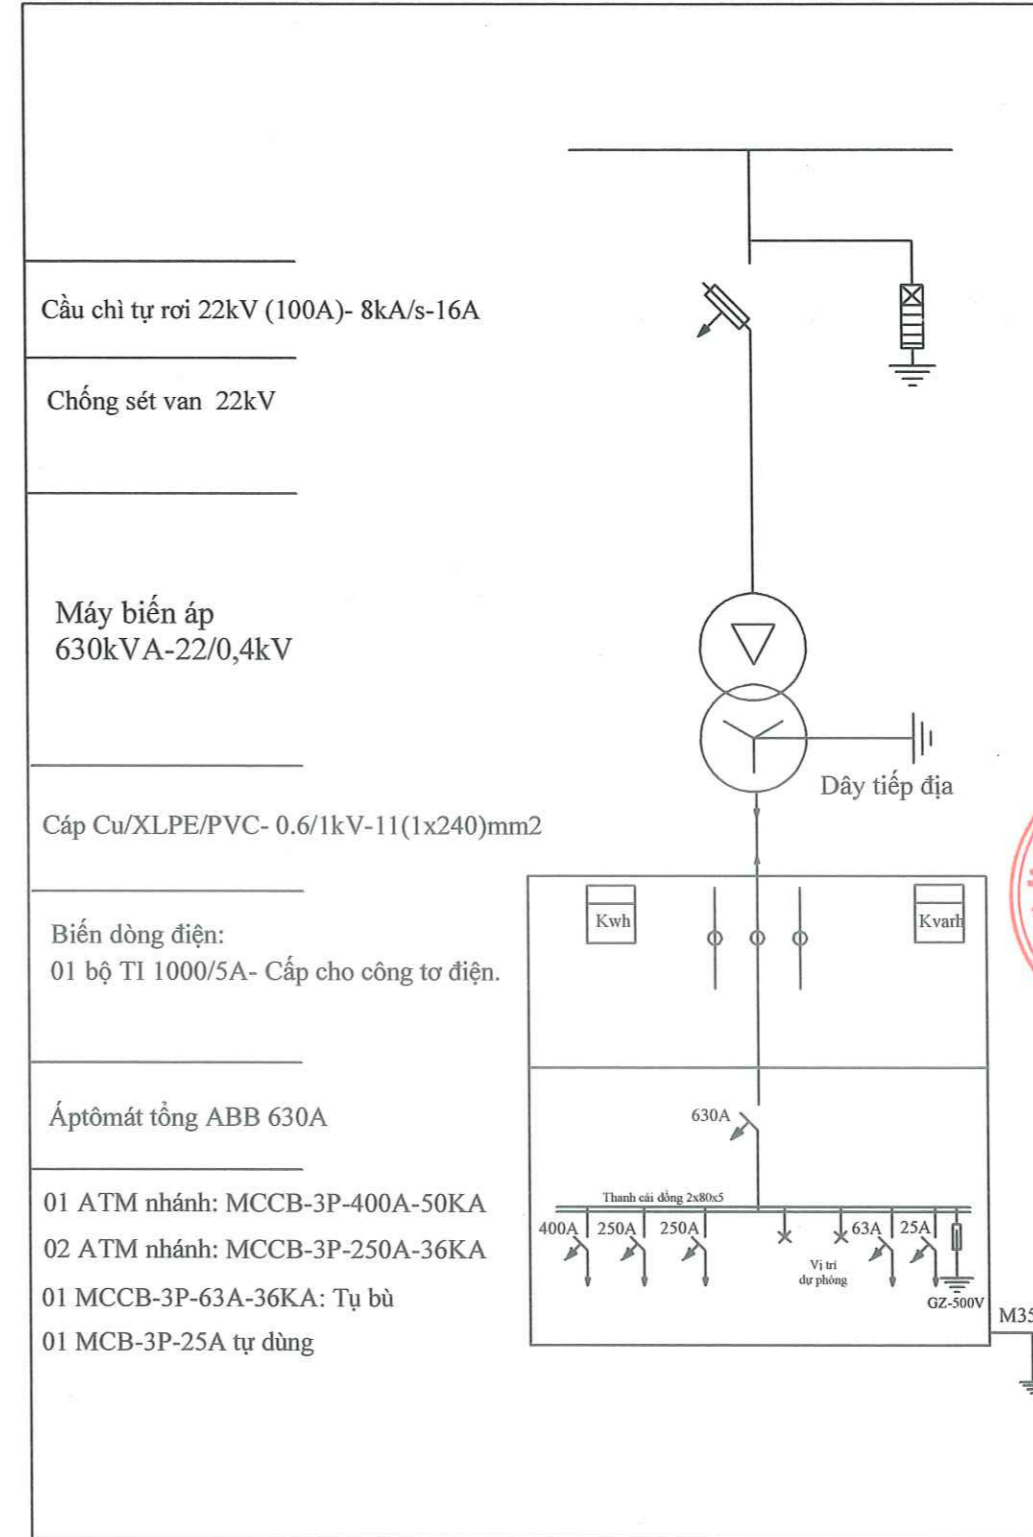 Cầu chì tự rơi 22kV (100A)- 8kA/s-16A
Chống sét van 22kV
Máy biến áp
630kVA-22/0,4kV
Dây tiếp địa
Cáp Cu/XLPE/PVC- 0.6/1kV-11(1x240)mm2
Kwh
Kvarh
Biến dòng điện:
01 bộ TI 1000/5A- Cấp cho công tơ điện.
Áptômát tổng ABB 630A
630A
01 ATM nhánh: MCCB-3P-400A-50KA
02 ATM nhánh: MCCB-3P-250A-36KA
01 MCCB-3P-63A-36KA: Tụ bù
01 MCB-3P-25A tự dùng
Thanh cái đồng 2x80x5
400A
250A
250A
63A
25A
Vị trí
dự phòng
GZ-500V
M35